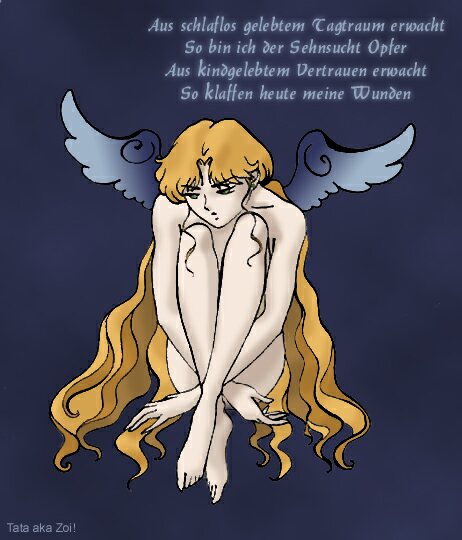 Aus schlaflos gelebtem Tagtraum erwacht
So bin ich der Sehnsucht Opfer
Aus kindgelebtem Vertrauen erwacht
So klaffen heute meine Wunden
Tata aka Zoi!